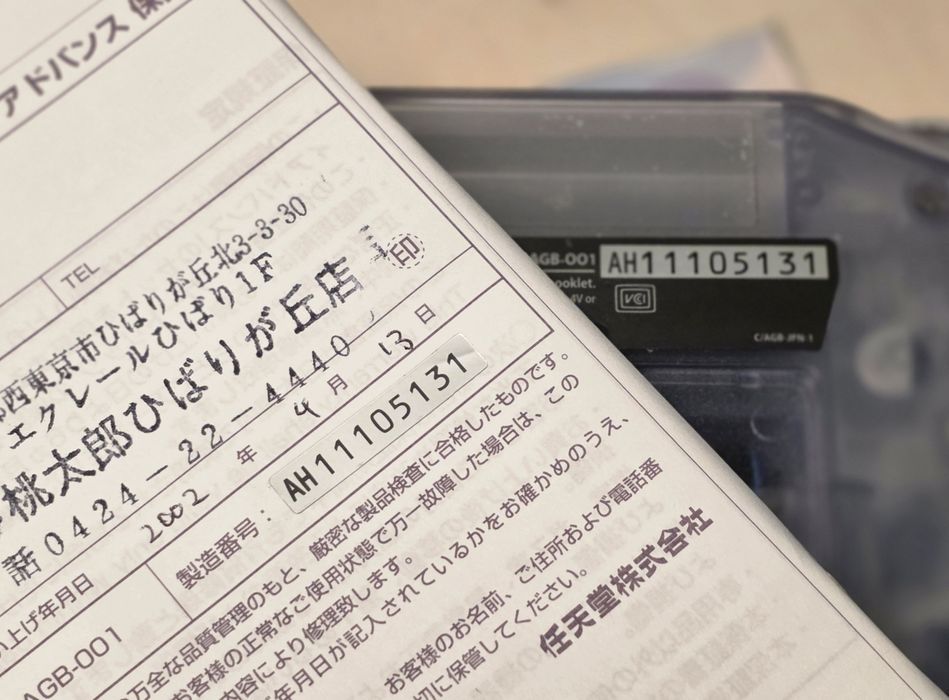 アドバンス 保
TEL
西東京市ひばりが丘北3-3-30
エクレールひばり1F
桃太郎ひばりが丘店
印
話0424-22-4440
2002 年 4 月 13 日
上げ年月日
製造番号： AH11105131
AGB-001
万全な品質管理のもと、厳密な製品検査に合格したものです。
お客様の正常なご使用状態で万一故障した場合は、この
内容により修理致します。
年月日が記入されているかをお確かめのうえ、
お客様のお名前、ご住所および電話番
切に保管してください。
任天堂株式会社
AGB-001 AH11105131
ooklet.
4V or
VCCI
C/AGB-JPN-1